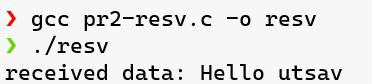 ❯ gcc pr2-resv.c -o resv
❯ ./resv
received data: Hello utsav